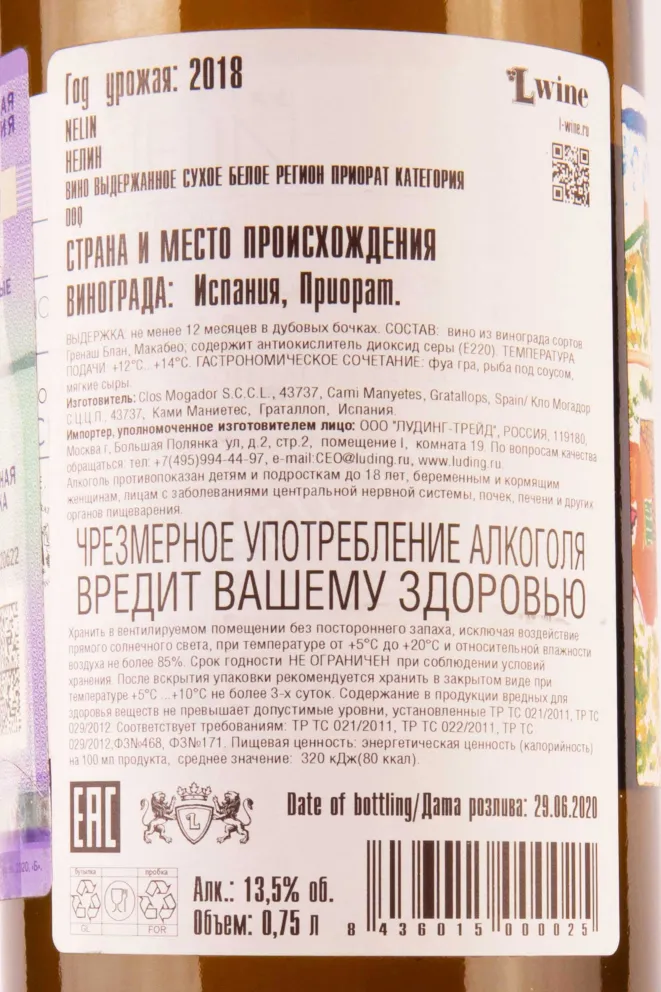 Год урожая: 2018
Lwine
l-wine.ru
NELIN
НЕЛИН
ВИНО ВЫДЕРЖАННОЕ СУХОЕ БЕЛОЕ РЕГИОН ПРИОРАТ КАТЕГОРИЯ
DOQ
СТРАНА И МЕСТО ПРОИСХОЖДЕНИЯ
ВИНОГРАДА: Испания, Приорат.
ВЫДЕРЖКА: не менее 12 месяцев в дубовых бочках. СОСТАВ: вино из винограда сортов
Гренаш Блан, Макабео; содержит антиокислитель диоксид серы (Е220). ТЕМПЕРАТУРА
ПОДАЧИ: +12°С.. +14°С. ГАСТРОНОМИЧЕСКОЕ СОЧЕТАНИЕ: фуа гра, рыба под соусом,
мягкие сыры.
Изготовитель: Clos Mogador S.C.C.L., 43737, Cami Manyetes, Gratallops, Spain/ Кло Могадор
С.Ц.Ц.Л., 43737, Ками Маниетес, Граталлоп, Испания.
Импортер, уполномоченное изготовителем лицо: ООО "ЛУДИНГ-ТРЕЙД", РОССИЯ, 119180,
Москва г, Большая Полянка ул, д.2, стр.2, помещение I, комната 19. По вопросам качества
обращаться: тел: +7(495)994-44-97, e-mail:CEO@luding.ru, www.luding.ru.
Алкоголь противопоказан детям и подросткам до 18 лет, беременным и кормящим
женщинам, лицам с заболеваниями центральной нервной системы, почек, печени и других
органов пищеварения.
ЧРЕЗМЕРНОЕ УПОТРЕБЛЕНИЕ АЛКОГОЛЯ
ВРЕДИТ ВАШЕМУ ЗДОРОВЬЮ
Хранить в вентилируемом помещении без постороннего запаха, исключая воздействие
прямого солнечного света, при температуре от +5°С до +20°С и относительной влажности
воздуха не более 85%. Срок годности НЕ ОГРАНИЧЕН при соблюдении условий
хранения. После вскрытия упаковки рекомендуется хранить в закрытом виде при
температуре +5°С ...+10°С не более 3-х суток. Содержание в продукции вредных для
здоровья веществ не превышает допустимые уровни, установленные ТР ТС 021/2011, ТР ТС
029/2012. Соответствует требованиям: ТР ТС 021/2011, ТР ТС 022/2011, ТР ТС
029/2012,ФЗ№468, ФЗ№171. Пищевая ценность: энергетическая ценность (калорийность)
на 100 мл продукта, среднее значение: 320 кДж(80 ккал).
EAC
L
Date of bottling/Дата розлива: 29.06.2020
бутылка пробка
GL FOR
Алк.: 13,5% об.
Объем: 0,75 л
8 436015 000025